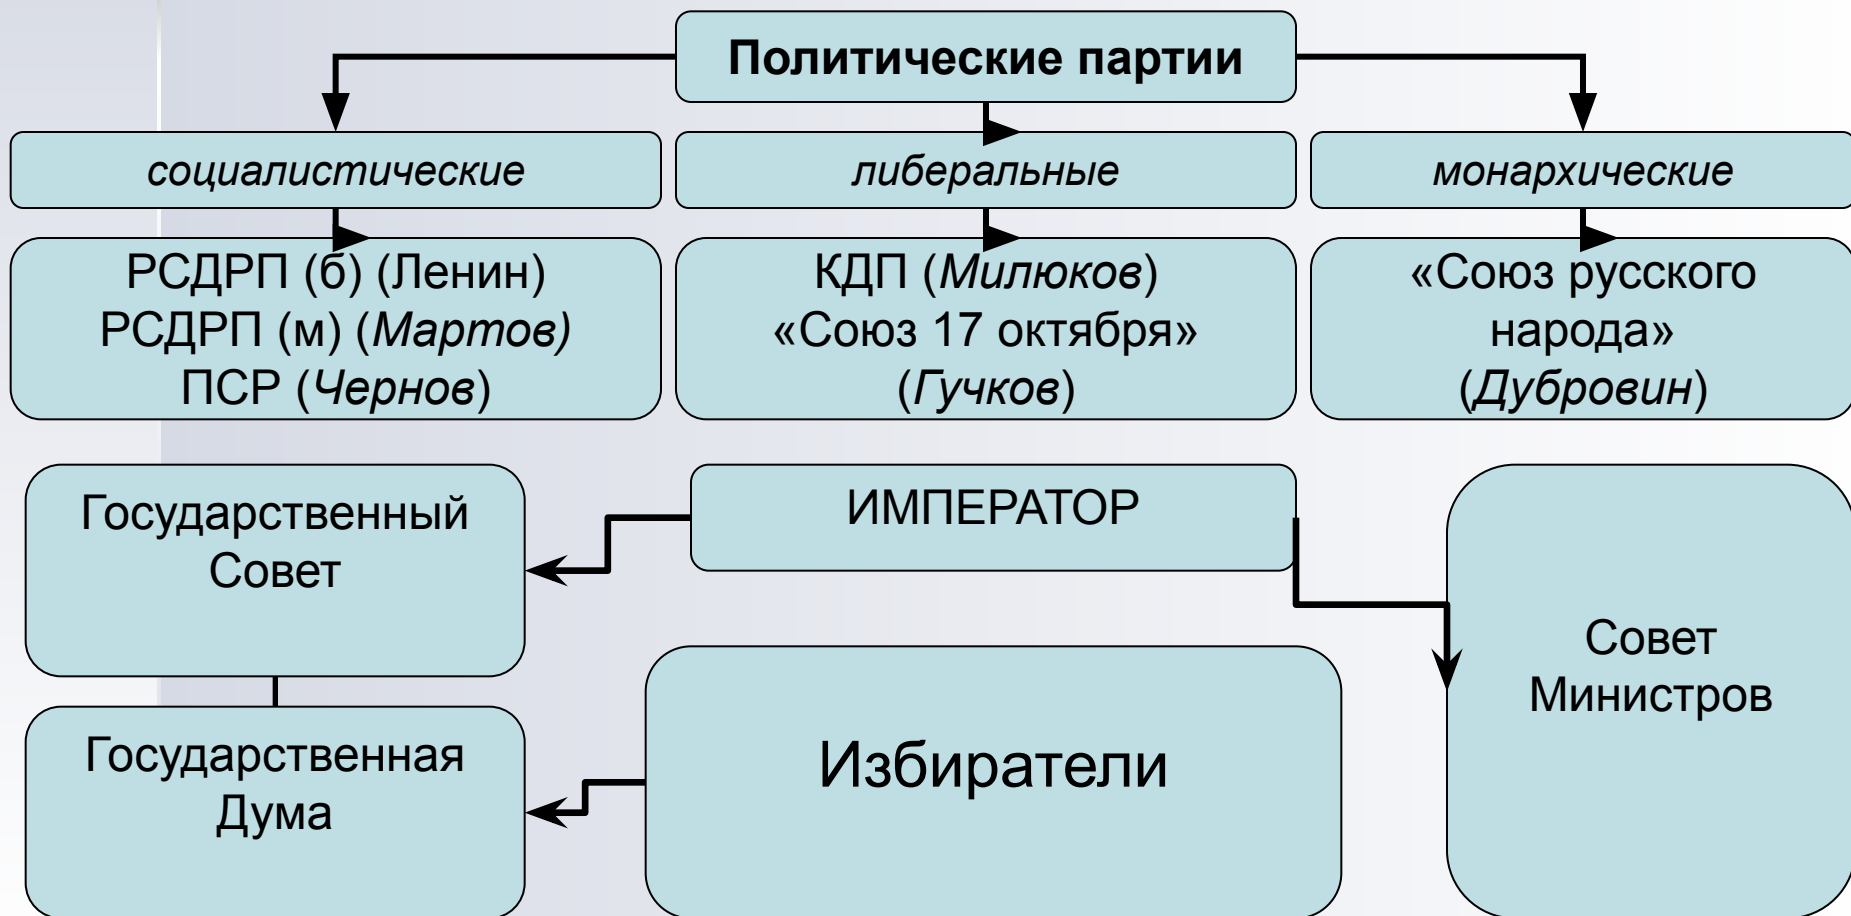 Политические партии
социалистические
либеральные
монархические
РСДРП (б) (Ленин)
РСДРП (м) (Мартов)
ПСР (Чернов)
КДП (Милюков)
«Союз 17 октября»
(Гучков)
«Союз русского
народа»
(Дубровин)
Государственный
Совет
ИМПЕРАТОР
Совет
Министров
Государственная
Дума
Избиратели